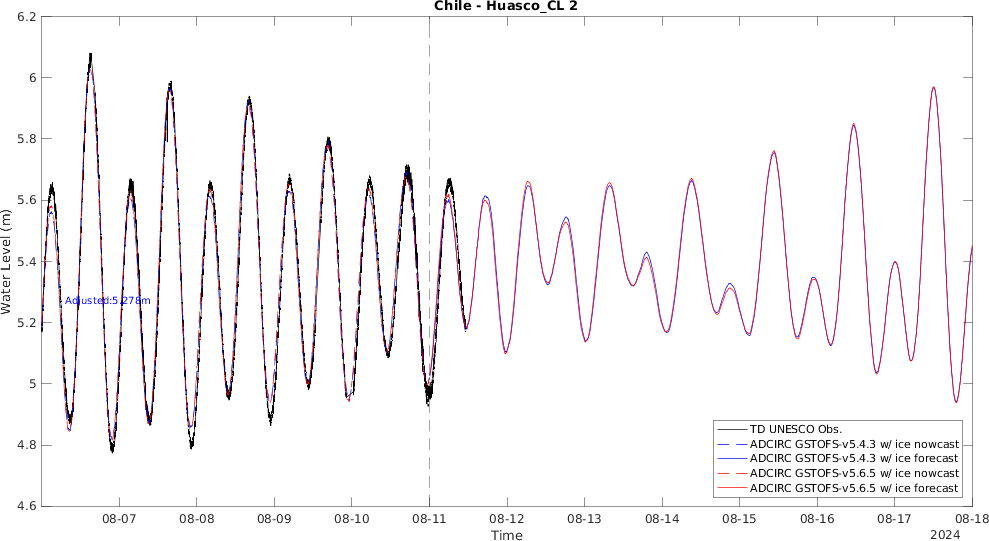 Chile - Huasco_CL 2
6.2
6
5.8
5.6
5.4
5.2
5
4.8
4.6
Water Level (m)
Adjusted:5.278m
TD UNESCO Obs.
ADCIRC GSTOFS-v5.4.3 w/ ice nowcast
ADCIRC GSTOFS-v5.4.3 w/ ice forecast
ADCIRC GSTOFS-v5.6.5 w/ ice nowcast
ADCIRC GSTOFS-v5.6.5 w/ ice forecast
08-07 08-08 08-09 08-10 08-11 08-12 08-13 08-14 08-15 08-16 08-17 08-18
Time
2024